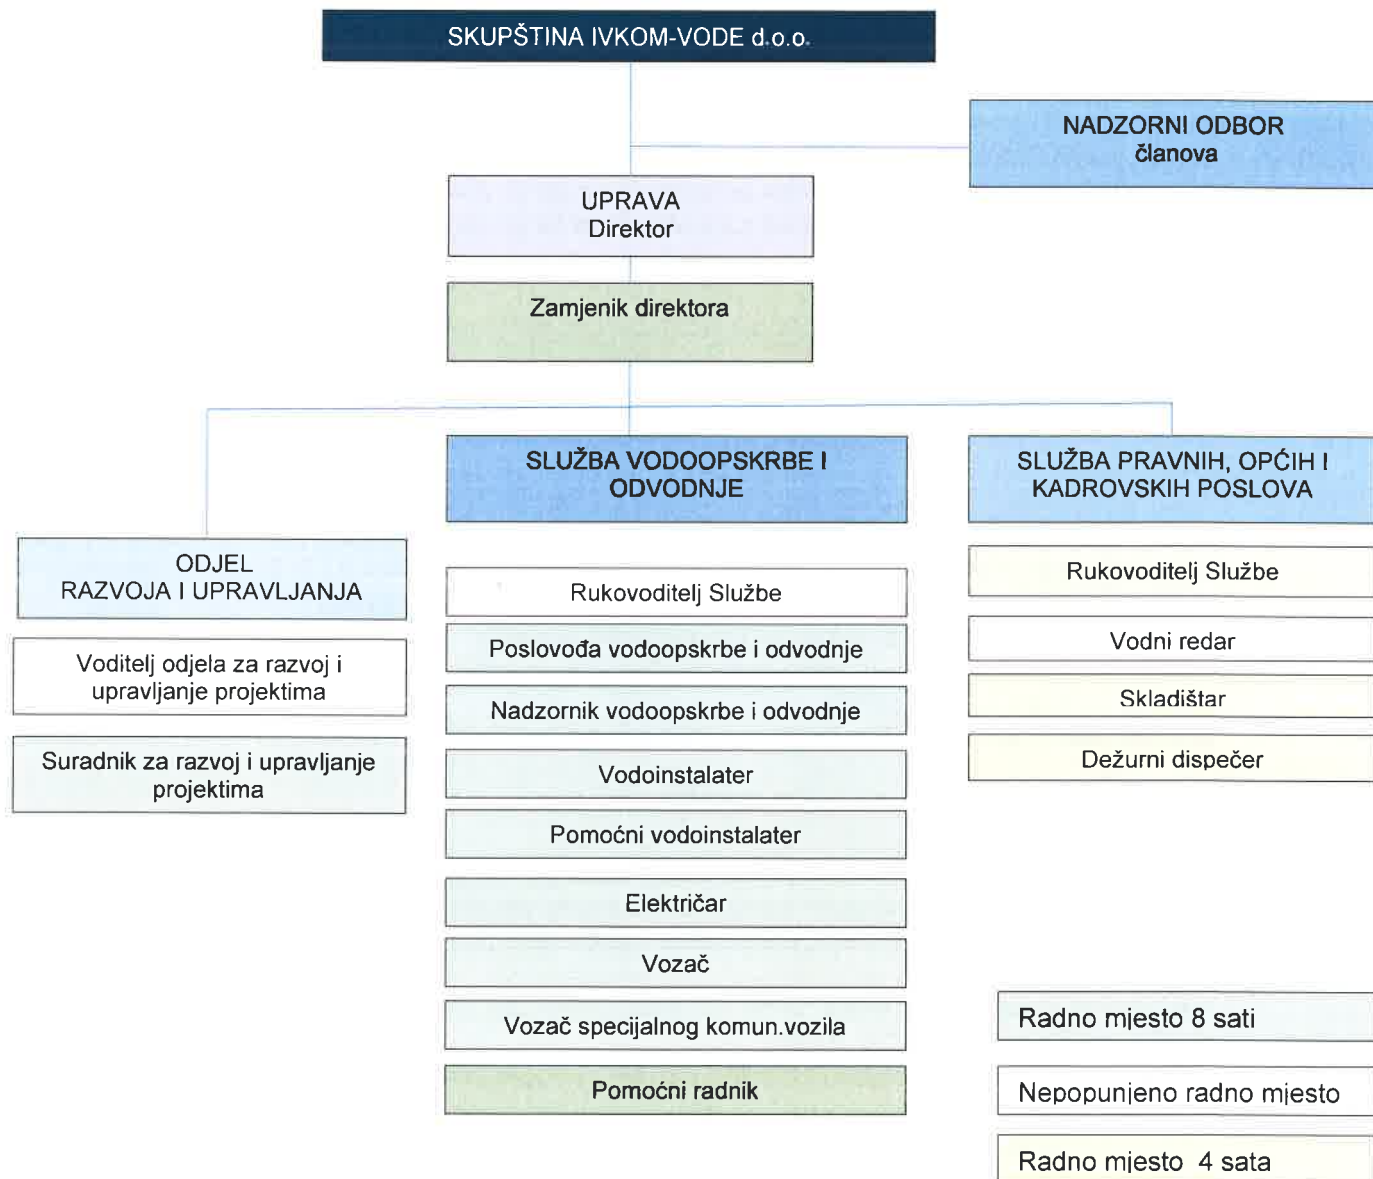 SKUPŠTINA IVKOM-VODE d.o.o.
NADZORNI ODBOR
članova
UPRAVA
Direktor
Zamjenik direktora
ODJEL
RAZVOJA I UPRAVLJANJA
Voditelj odjela za razvoj i
upravljanje projektima
Suradnik za razvoj i upravljanje
projektima
SLUŽBA VODOOPSKRBE I
ODVODNJE
Rukovoditelj Službe
Poslovođa vodoopskrbe i odvodnje
Nadzornik vodoopskrbe i odvodnje
Vodoinstalater
Pomoćni vodoinstalater
Električar
Vozač
Vozač specijalnog komun.vozila
Pomoćni radnik
SLUŽBA PRAVNIH, OPĆIH I
KADROVSKIH POSLOVA
Rukovoditelj Službe
Vodni redar
Skladištar
Dežurni dispečer
Radno mjesto 8 sati
Nepopunjeno radno mjesto
Radno mjesto 4 sata